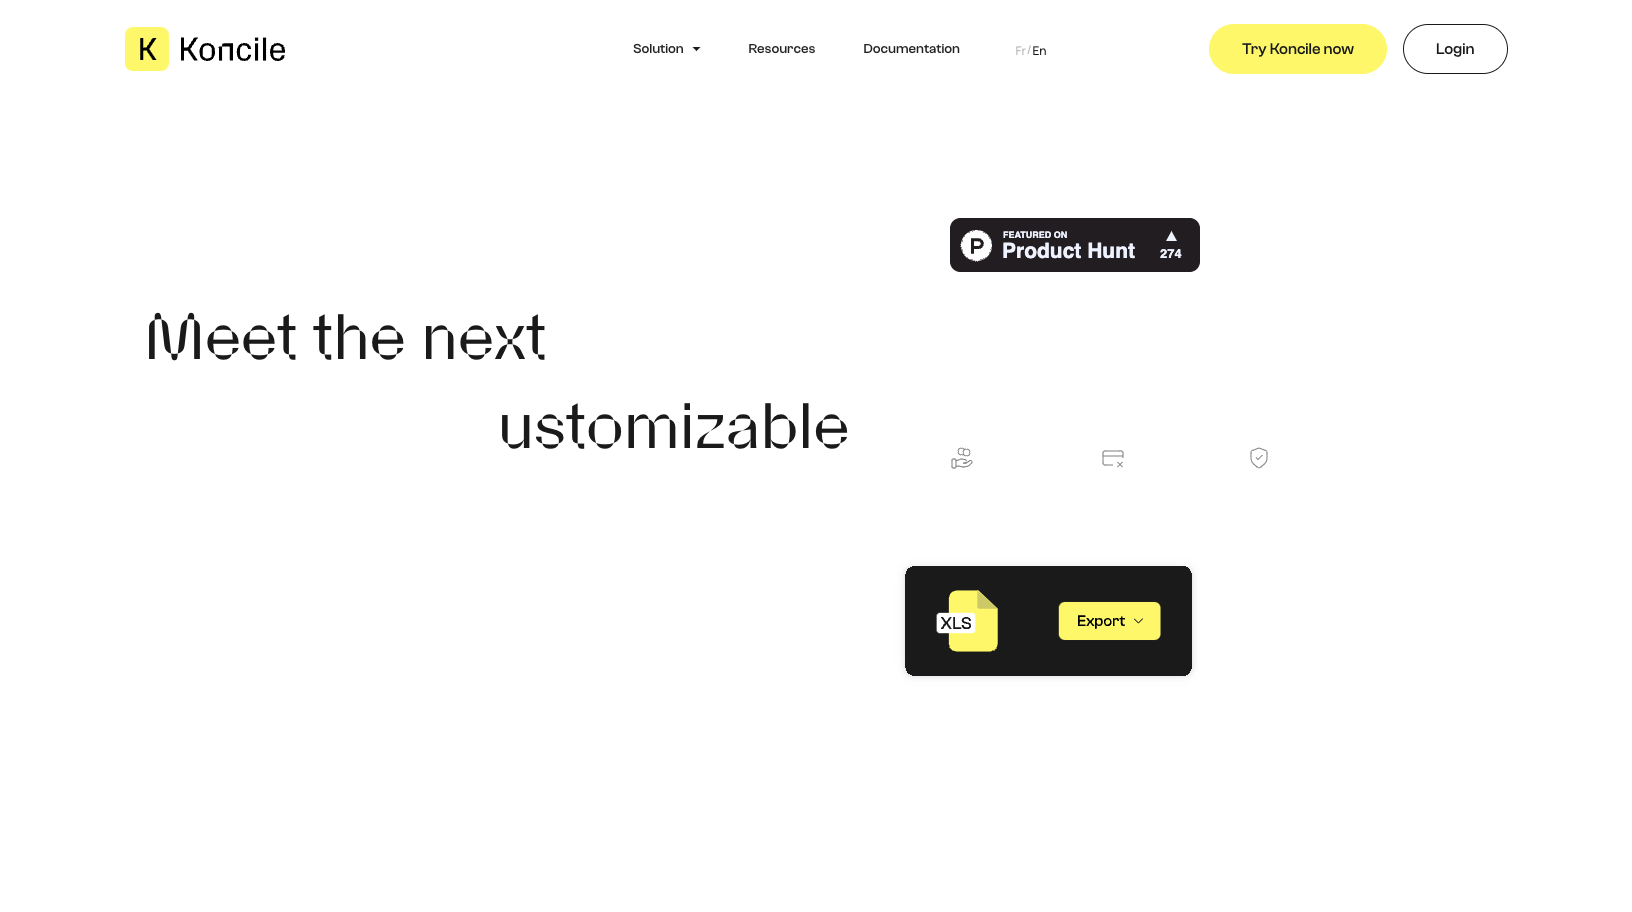 K Koncile
Solution
Resources
Documentation
Fr/En
Try Koncile now
Login
FEATURED ON
Product Hunt
274
Meet the next
ustomizable
XLS
Export